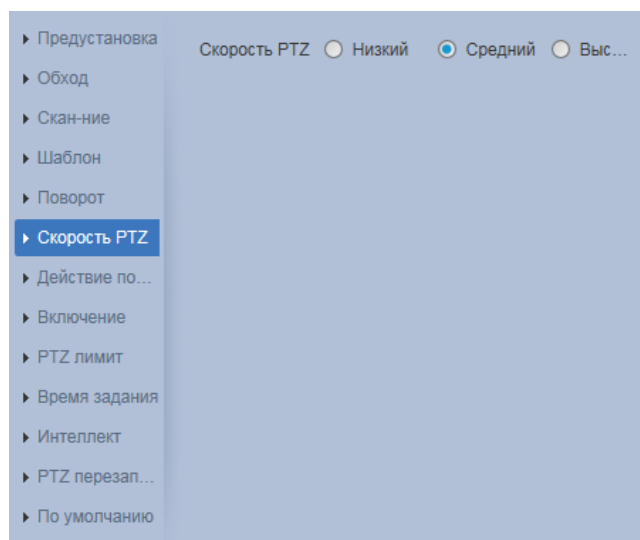 Предустановка
Обход
Скан-ние
Шаблон
Поворот
Скорость PTZ
Действие по...
Включение
PTZ лимит
Время задания
Интеллект
PTZ перезап...
По умолчанию
Скорость PTZ Низкий Средний Выс...